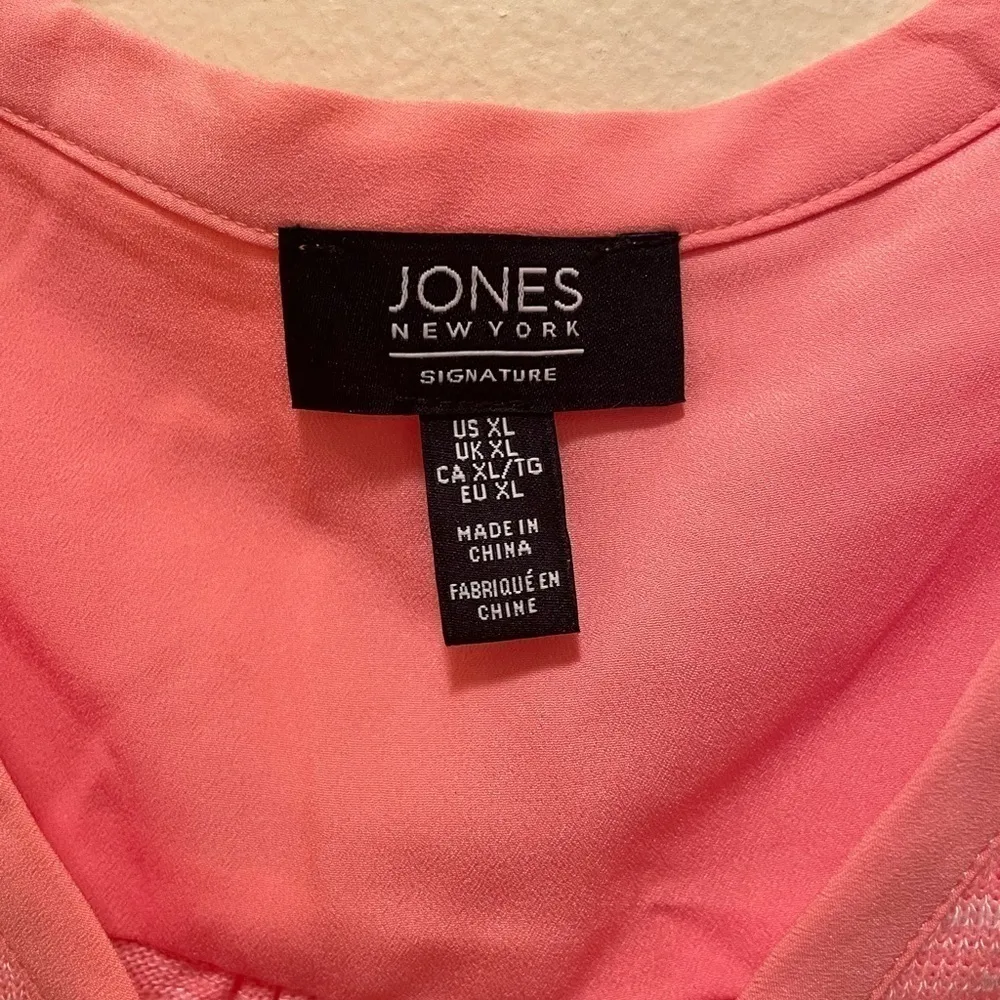 JONES
NEW YORK
SIGNATURE
US XL
UK XL
CA XL/TG
EU XL
MADE IN
CHINA
FABRIQUÉ EN
CHINE